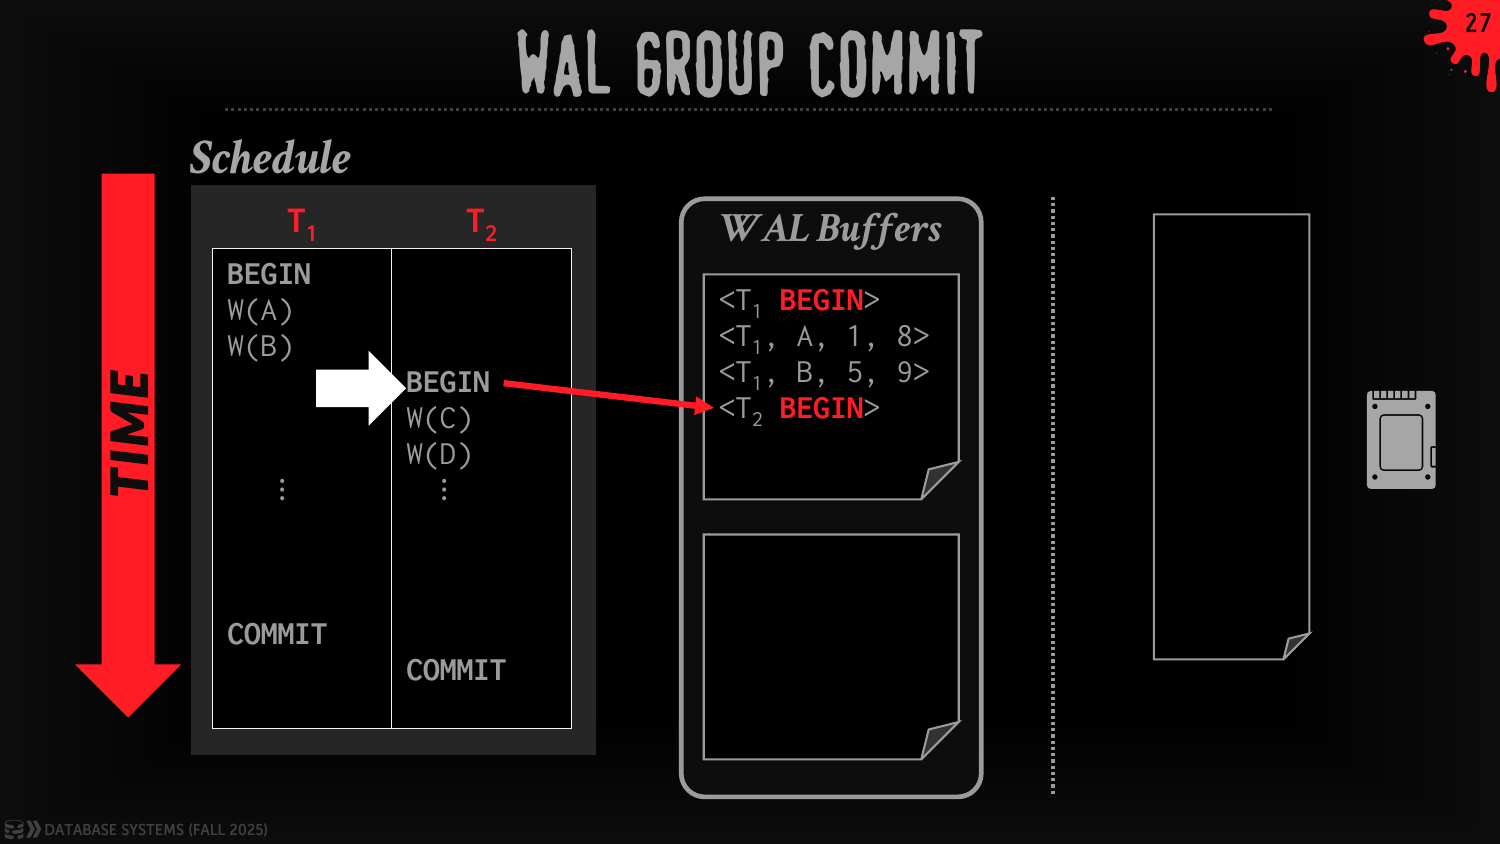 WAL GROUP COMMIT
27
Schedule
TIME
T1 T2
BEGIN
W(A)
W(B)
BEGIN
W(C)
W(D)
⋮ ⋮
COMMIT
COMMIT
WAL Buffers
<T1 BEGIN>
<T1, A, 1, 8>
<T1, B, 5, 9>
<T2 BEGIN>
DATABASE SYSTEMS (FALL 2025)